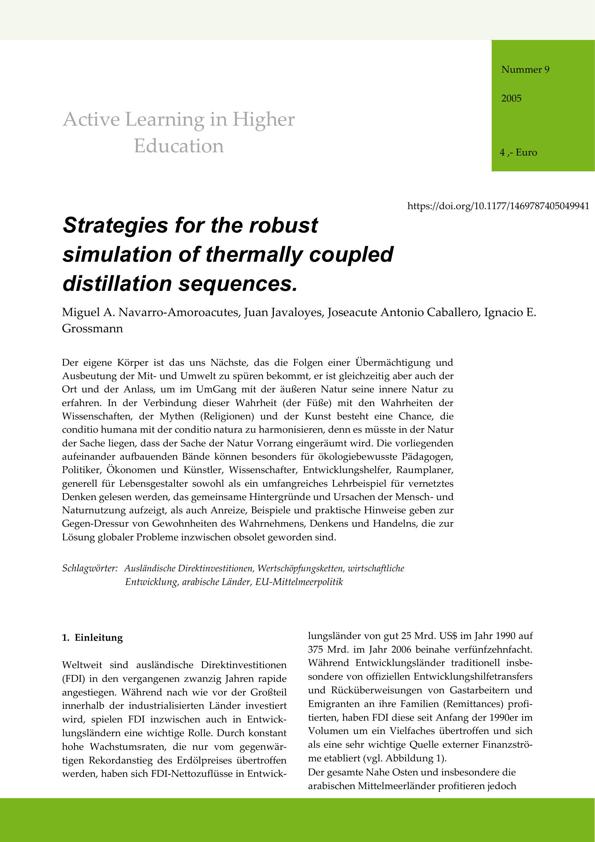 Nummer 9
2005
4 ,- Euro
Active Learning in Higher
Education
https://doi.org/10.1177/1469787405049941
Strategies for the robust
simulation of thermally coupled
distillation sequences.
Miguel A. Navarro-Amoroacutes, Juan Javaloyes, Joseacute Antonio Caballero, Ignacio E.
Grossmann
Der eigene Körper ist das uns Nächste, das die Folgen einer Übermächtigung und
Ausbeutung der Mit- und Umwelt zu spüren bekommt, er ist gleichzeitig aber auch der
Ort und der Anlass, um im UmGang mit der äußeren Natur seine innere Natur zu
erfahren. In der Verbindung dieser Wahrheit (der Füße) mit den Wahrheiten der
Wissenschaften, der Mythen (Religionen) und der Kunst besteht eine Chance, die
conditio humana mit der conditio natura zu harmonisieren, denn es müsste in der Natur
der Sache liegen, dass der Sache der Natur Vorrang eingeräumt wird. Die vorliegenden
aufeinander aufbauenden Bände können besonders für ökologiebewusste Pädagogen,
Politiker, Ökonomen und Künstler, Wissenschafter, Entwicklungshelfer, Raumplaner,
generell für Lebensgestalter sowohl als ein umfangreiches Lehrbeispiel für vernetztes
Denken gelesen werden, das gemeinsame Hintergründe und Ursachen der Mensch- und
Naturnutzung aufzeigt, als auch Anreize, Beispiele und praktische Hinweise geben zur
Gegen-Dressur von Gewohnheiten des Wahrnehmens, Denkens und Handelns, die zur
Lösung globaler Probleme inzwischen obsolet geworden sind.
Schlagwörter: Ausländische Direktinvestitionen, Wertschöpfungsketten, wirtschaftliche
Entwicklung, arabische Länder, EU-Mittelmeerpolitik
1. Einleitung
Weltweit sind ausländische Direktinvestitionen
(FDI) in den vergangenen zwanzig Jahren rapide
angestiegen. Während nach wie vor der Großteil
innerhalb der industrialisierten Länder investiert
wird, spielen FDI inzwischen auch in Entwick-
lungsländern eine wichtige Rolle. Durch konstant
hohe Wachstumsraten, die nur vom gegenwär-
tigen Rekordanstieg des Erdölpreises übertroffen
werden, haben sich FDI-Nettozuflüsse in Entwick-
lungsländer von gut 25 Mrd. US$ im Jahr 1990 auf
375 Mrd. im Jahr 2006 beinahe verfünfzehnfacht.
Während Entwicklungsländer traditionell insbe-
sondere von offiziellen Entwicklungshilfetransfers
und Rücküberweisungen von Gastarbeitern und
Emigranten an ihre Familien (Remittances) profi-
tierten, haben FDI diese seit Anfang der 1990er im
Volumen um ein Vielfaches übertroffen und sich
als eine sehr wichtige Quelle externer Finanzströ-
me etabliert (vgl. Abbildung 1).
Der gesamte Nahe Osten und insbesondere die
arabischen Mittelmeerländer profitieren jedoch